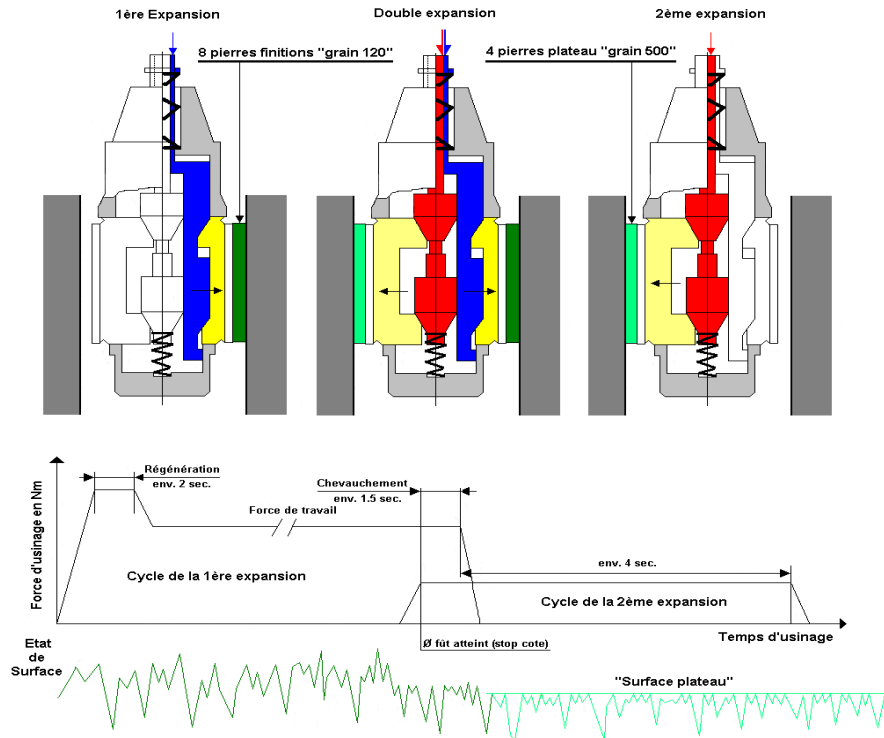 1ère Expansion
Double expansion
2ème expansion
8 pierres finitions "grain 120"
4 pierres plateau "grain 500"
Régénération
env. 2 sec.
Chevauchement
env. 1.5 sec.
Force de travail
Force d'usinage en Nm
env. 4 sec.
Cycle de la 1ère expansion
Cycle de la 2ème expansion
Temps d'usinage
Ø fût atteint (stop cote)
Etat
de
Surface
"Surface plateau"